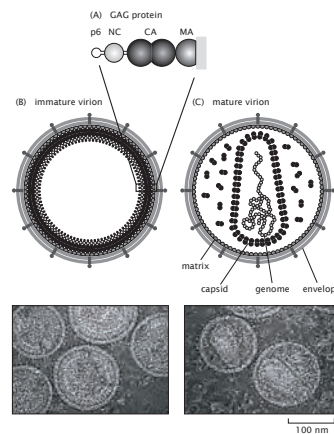 (A) GAG protein
p6 NC CA MA
(B) immature virion
(C) mature virion
matrix
capsid
genome
envelop
100 nm